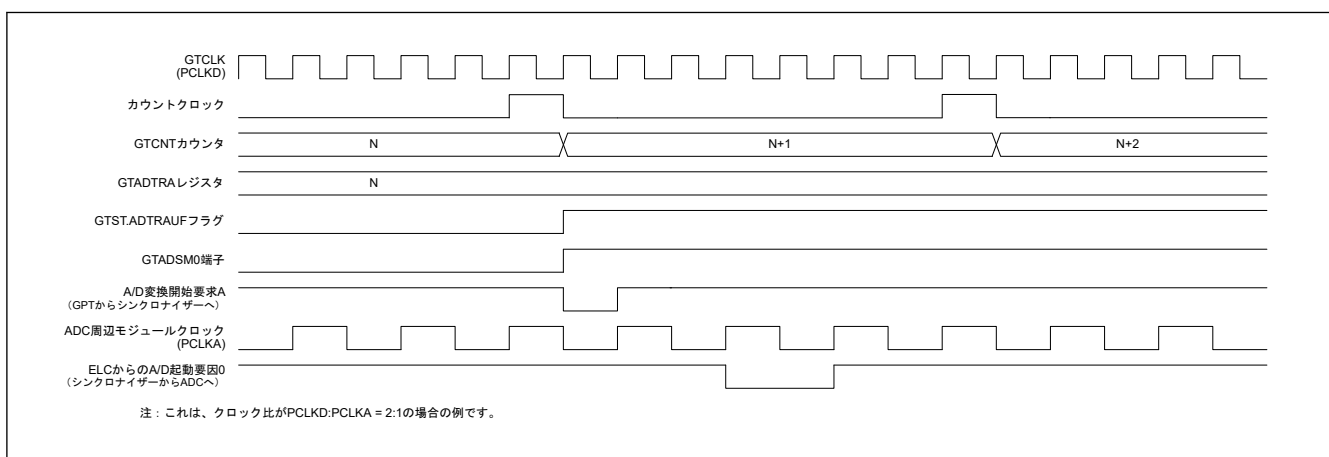 GTCLK
(PCLKD)
カウントクロック
GTCNTカウンタ
N
N+1
N+2
GTADTRAレジスタ
N
GTST.ADTRAUFフラグ
GTADSM0端子
A/D変換開始要求A
（GPTからシンクロナイザーへ）
ADC周辺モジュールクロック
(PCLKA)
ELCからのA/D起動要因0
（シンクロナイザーからADCへ）
注：これは、クロック比がPCLKD:PCLKA = 2:1の場合の例です。